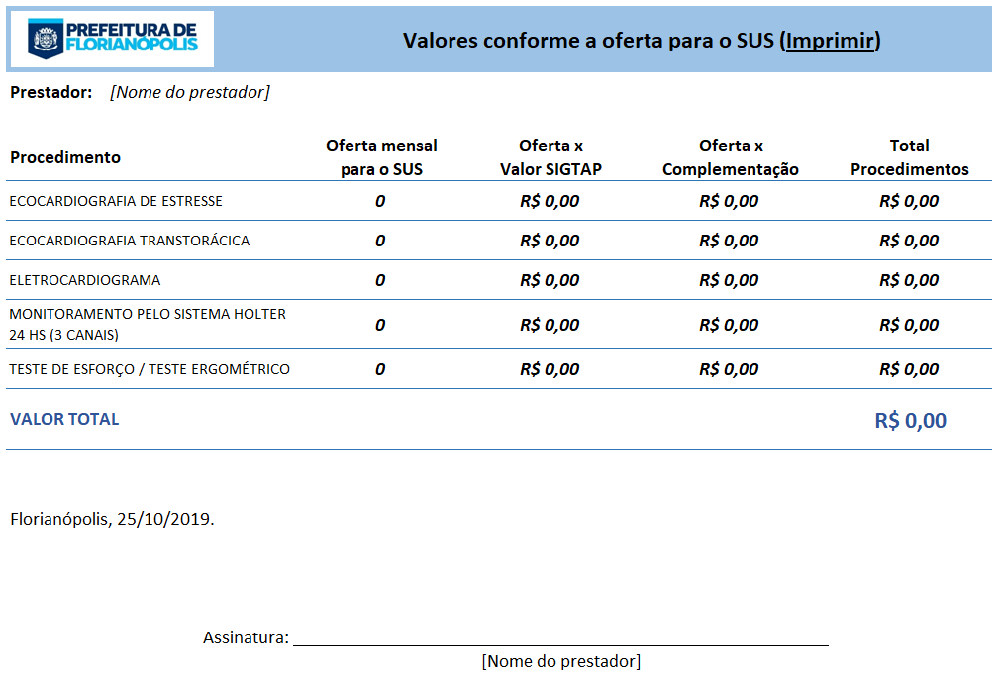 PREFEITURA DE
FLORIANÓPOLIS
Valores conforme a oferta para o SUS (Imprimir)
Prestador: [Nome do prestador]
Procedimento Oferta mensal para o SUS Oferta x Valor SIGTAP Oferta x Complementação Total Procedimentos
ECOCARDIOGRAFIA DE ESTRESSE 0 R$ 0,00 R$ 0,00 R$ 0,00
ECOCARDIOGRAFIA TRANSTORÁCICA 0 R$ 0,00 R$ 0,00 R$ 0,00
ELETROCARDIOGRAMA 0 R$ 0,00 R$ 0,00 R$ 0,00
MONITORAMENTO PELO SISTEMA HOLTER
24 HS (3 CANAIS) 0 R$ 0,00 R$ 0,00 R$ 0,00
TESTE DE ESFORÇO / TESTE ERGOMÉTRICO 0 R$ 0,00 R$ 0,00 R$ 0,00
VALOR TOTAL R$ 0,00
Florianópolis, 25/10/2019.
Assinatura:
[Nome do prestador]